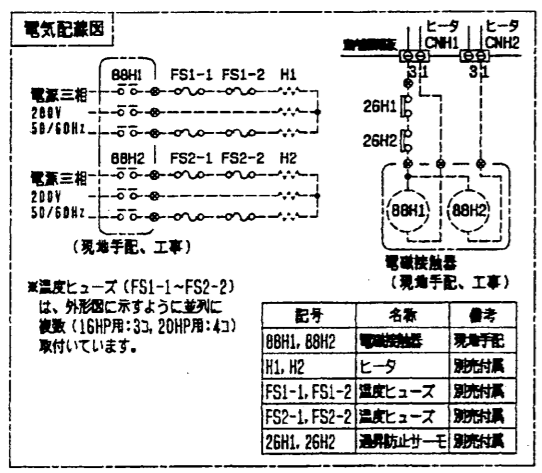 電気配線図
88H1 FS1-1 FS1-2 H1
電源三相
200V
50/60Hz
88H2 FS2-1 FS2-2 H2
電源三相
200V
50/60Hz
(現地手配、工事)
ヒータ ヒータ
CNH1 CNH2
3 1 3 1
26H1
26H2
88H1 88H2
電磁接触器
(現地手配、工事)
※温度ヒューズ(FS1-1~FS2-2)
は、外形図に示すように並列に
複数(16HP用:3コ,20HP用:4コ)
取付いています。
記号 名称 備考
88H1,88H2 電磁接触器 現地手配
H1,H2 ヒータ 別売付属
FS1-1,FS1-2 温度ヒューズ 別売付属
FS2-1,FS2-2 温度ヒューズ 別売付属
26H1,26H2 過昇防止サーモ 別売付属